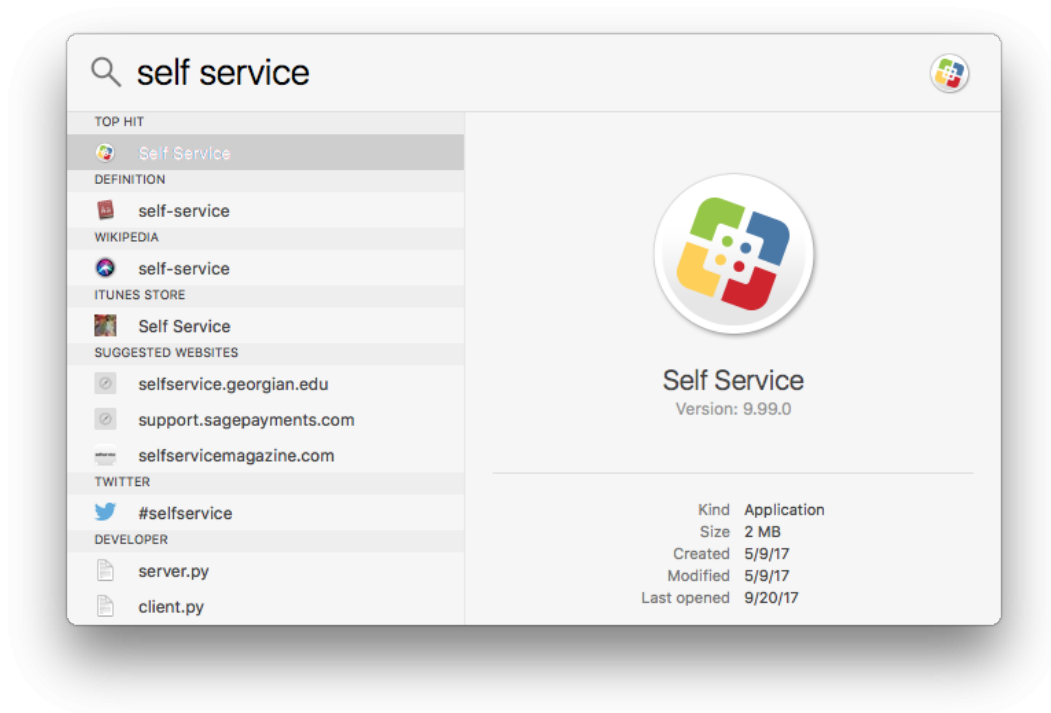 self service
TOP HIT
Self Service
DEFINITION
self-service
WIKIPEDIA
self-service
ITUNES STORE
Self Service
SUGGESTED WEBSITES
selfservice.georgian.edu
support.sagepayments.com
selfservicemagazine.com
TWITTER
#selfservice
DEVELOPER
server.py
client.py
Self Service
Version: 9.99.0
Kind Application
Size 2 MB
Created 5/9/17
Modified 5/9/17
Last opened 9/20/17